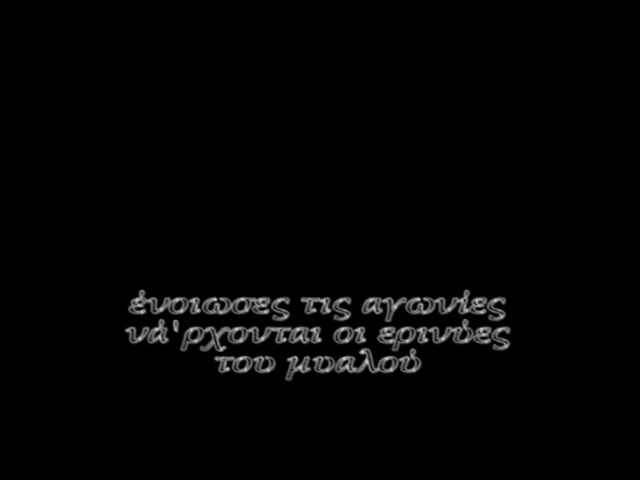 ένοιωσες τις αγωνίες
νά'ρχονται οι ερινύες
του μυαλού